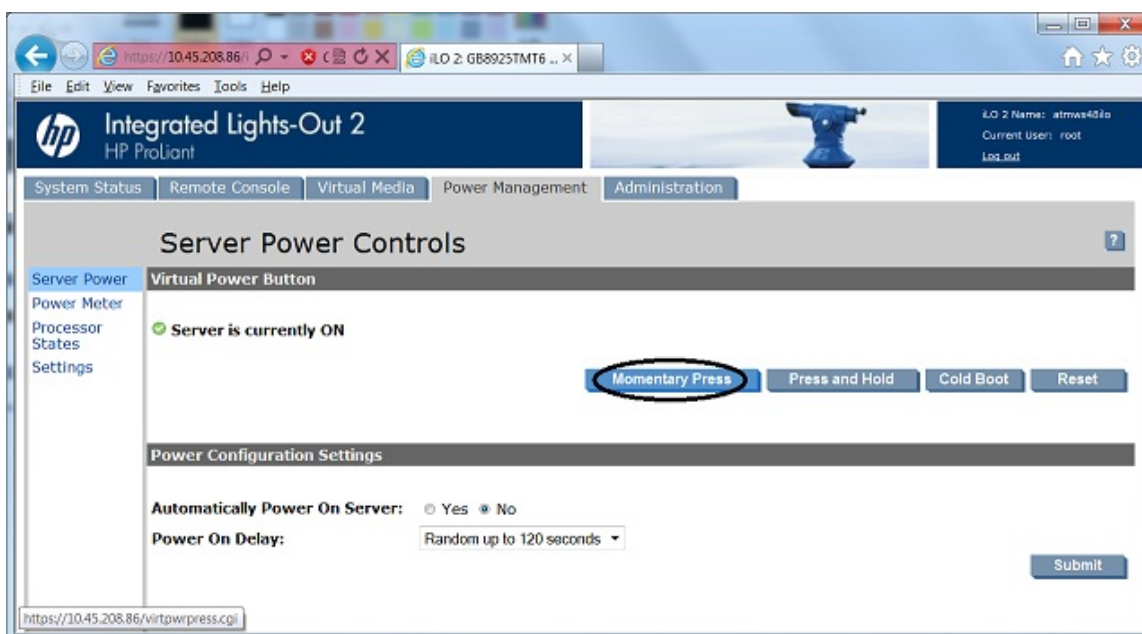 https://10.45.208.86/i
iLO 2: GB8925TMT6 ...
File Edit View Favorites Tools Help
hp
Integrated Lights-Out 2
HP ProLiant
iLO 2 Name: atmws48ilo
Current User: root
Log out
System Status
Remote Console
Virtual Media
Power Management
Administration
Server Power Controls
?
Server Power
Power Meter
Processor
States
Settings
Virtual Power Button
Server is currently ON
Momentary Press
Press and Hold
Cold Boot
Reset
Power Configuration Settings
Automatically Power On Server: Yes No
Power On Delay: Random up to 120 seconds
Submit
https://10.45.208.86/virtpwrpress.cgi